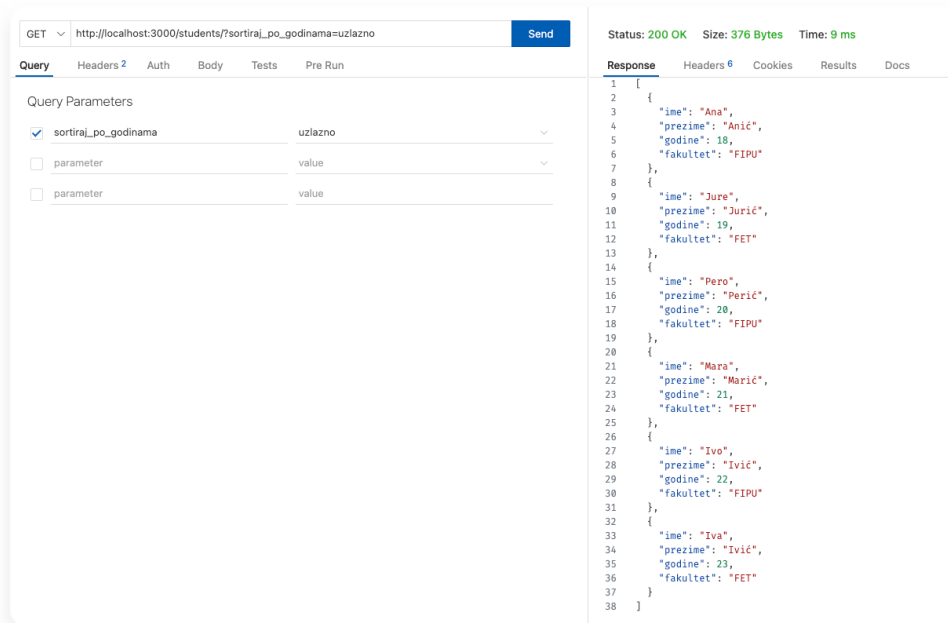 GET http://localhost:3000/students/?sortiraj_po_godinama=uzlazno Send
Query Headers 2 Auth Body Tests Pre Run
Query Parameters
sortiraj_po_godinama uzlazno
parameter value
parameter value
Status: 200 OK Size: 376 Bytes Time: 9 ms
Response Headers 6 Cookies Results Docs
1 [
2 {
3 "ime": "Ana",
4 "prezime": "Anić",
5 "godine": 18,
6 "fakultet": "FIPU"
7 },
8 {
9 "ime": "Jure",
10 "prezime": "Jurić",
11 "godine": 19,
12 "fakultet": "FET"
13 },
14 {
15 "ime": "Pero",
16 "prezime": "Perić",
17 "godine": 20,
18 "fakultet": "FIPU"
19 },
20 {
21 "ime": "Mara",
22 "prezime": "Marić",
23 "godine": 21,
24 "fakultet": "FET"
25 },
26 {
27 "ime": "Ivo",
28 "prezime": "Ivić",
29 "godine": 22,
30 "fakultet": "FIPU"
31 },
32 {
33 "ime": "Iva",
34 "prezime": "Ivić",
35 "godine": 23,
36 "fakultet": "FET"
37 }
38 ]